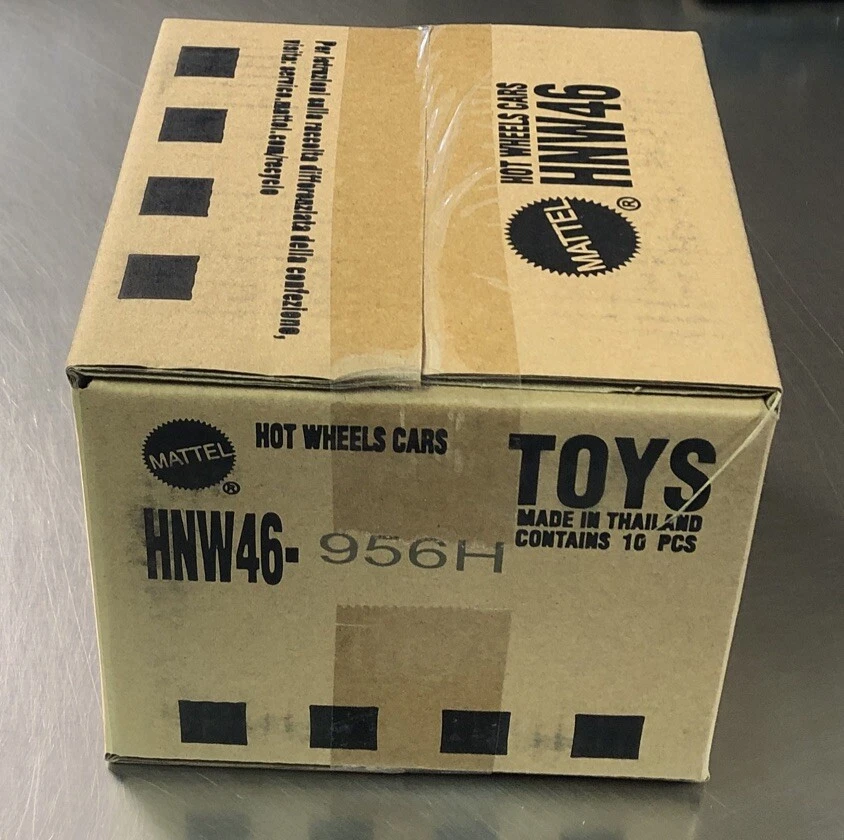 Per istruzioni sulla raccolta differenziata della confezione,
visita: service.mattel.com/recycle
HOT WHEELS CARS
HNW46
MATTEL®
MATTEL®
HOT WHEELS CARS
HNW46- 956H
TOYS
MADE IN THAILAND
CONTAINS 10 PCS